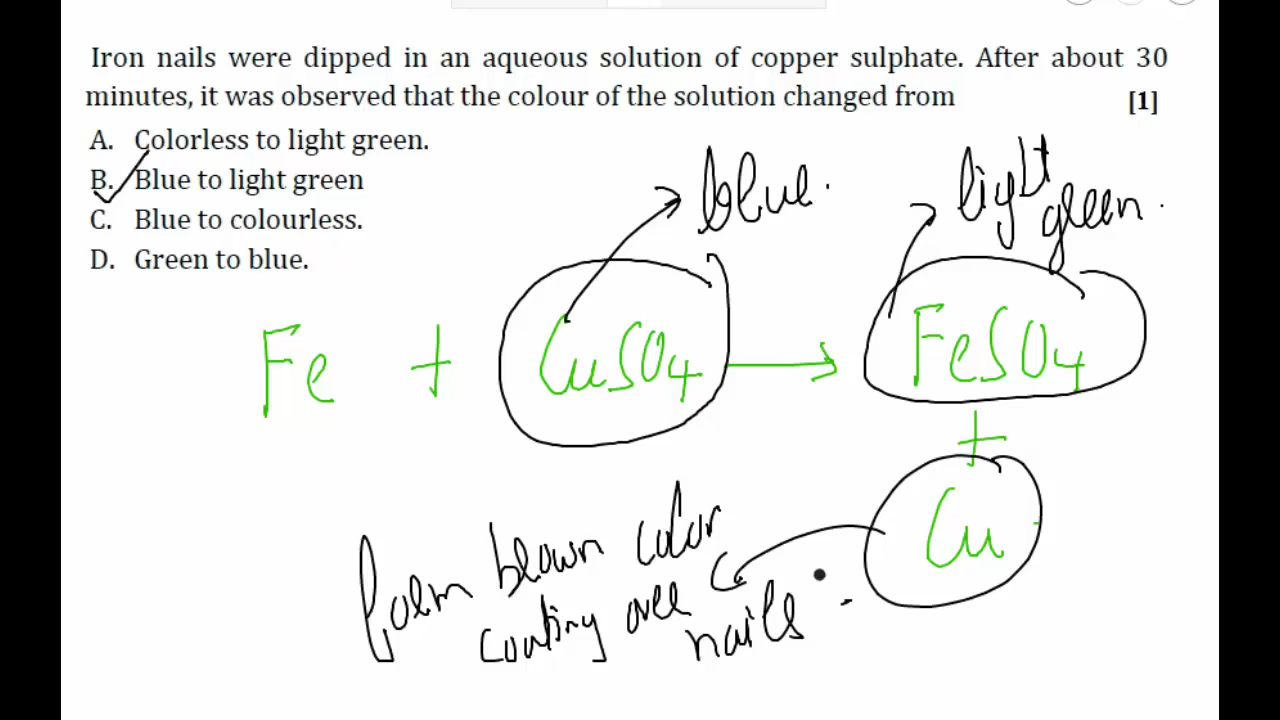 Iron nails were dipped in an aqueous solution of copper sulphate. After about 30
minutes, it was observed that the colour of the solution changed from [1]
A. Colorless to light green.
B. Blue to light green
C. Blue to colourless.
D. Green to blue.
blue.
light
green.
Fe + CuSO4 → FeSO4
+
Cu
form brown color
coating over
nails.